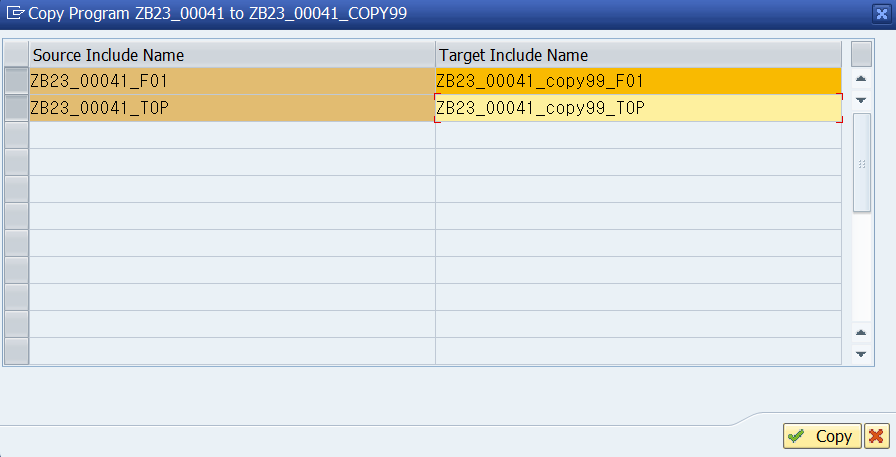 Copy Program ZB23_00041 to ZB23_00041_COPY99
Source Include Name Target Include Name
ZB23_00041_F01 ZB23_00041_copy99_F01
ZB23_00041_TOP ZB23_00041_copy99_TOP
Copy